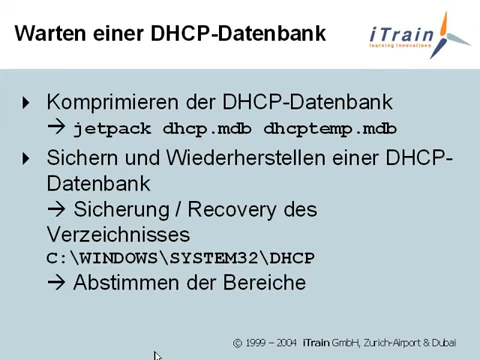 Warten einer DHCP-Datenbank
iTrain
learning innovations
Komprimieren der DHCP-Datenbank
→ jetpack dhcp.mdb dhcptemp.mdb
Sichern und Wiederherstellen einer DHCP-
Datenbank
→ Sicherung / Recovery des
Verzeichnisses
C:\WINDOWS\SYSTEM32\DHCP
→ Abstimmen der Bereiche
© 1999 – 2004 iTrain GmbH, Zurich-Airport & Dubai